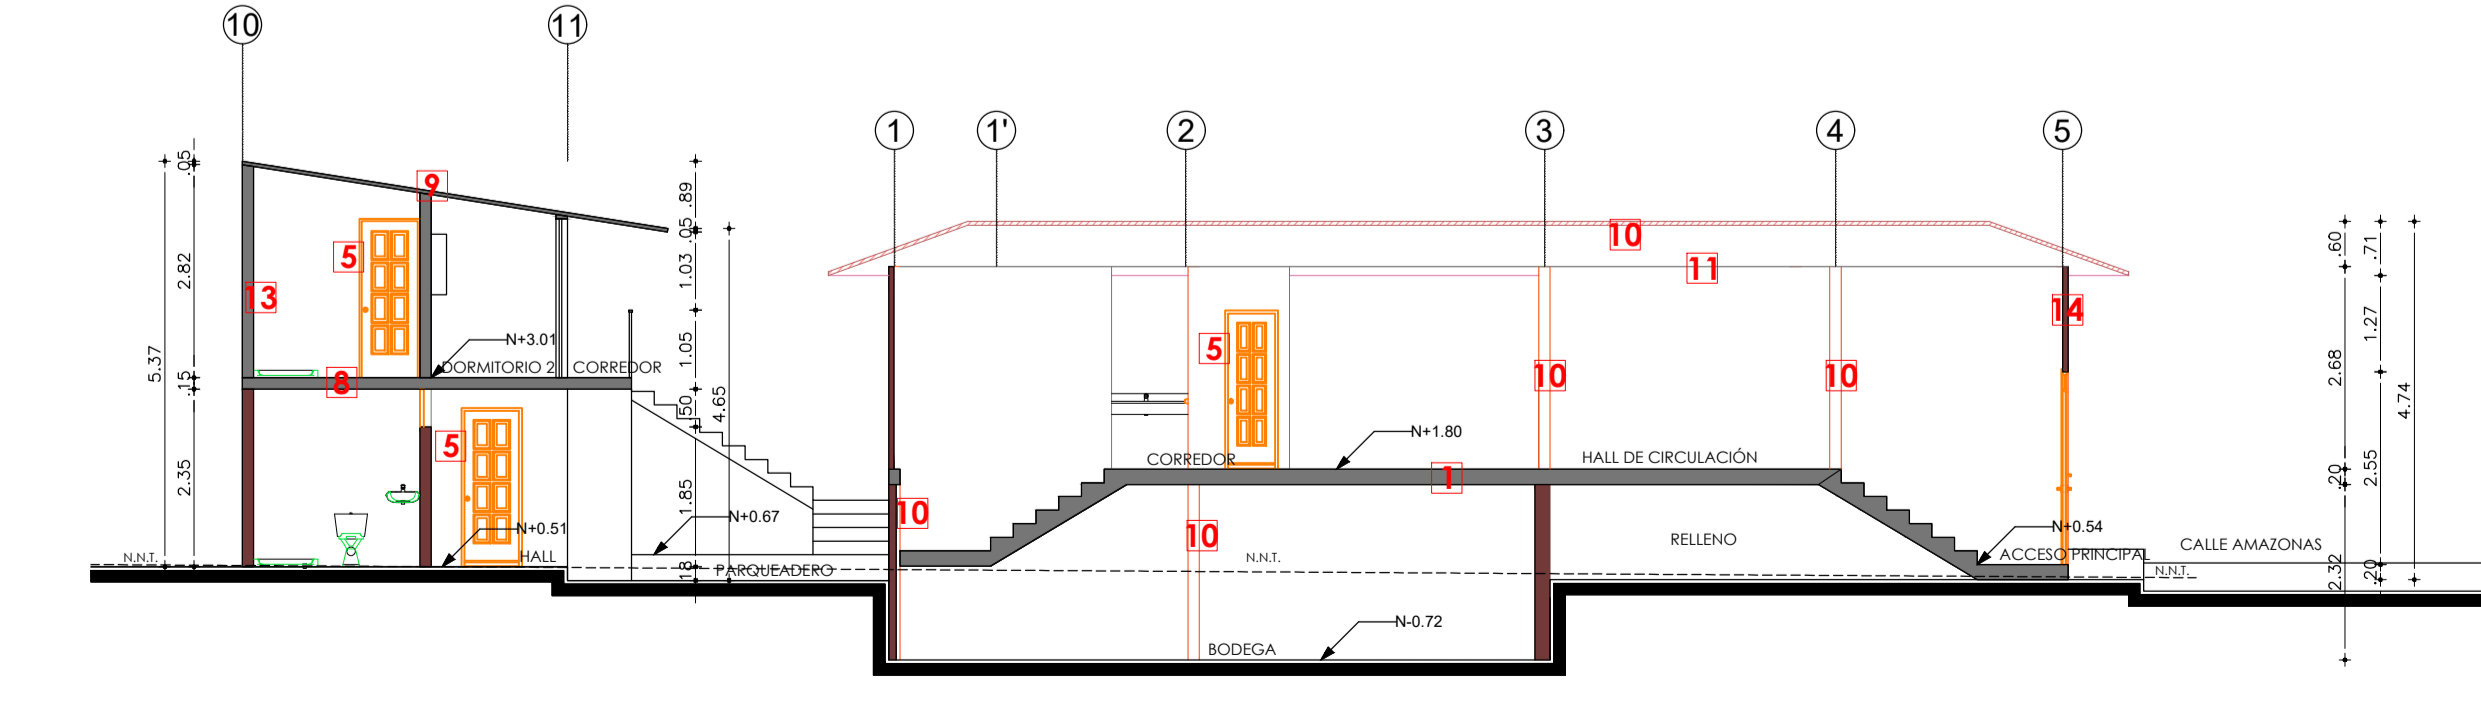 10
11
1
1'
2
3
4
5
.05
2.82
5.37
.15
2.35
9
5
13
8
5
N+3.01
DORMITORIO 2
CORREDOR
N+0.51
HALL
N.N.T.
.89
.05
1.03
1.05
.50
4.65
1.85
.18
N+0.67
PARQUEADERO
10
11
14
5
10
10
N+1.80
CORREDOR
HALL DE CIRCULACIÓN
1
10
10
N.N.T.
RELLENO
N+0.54
ACCESO PRINCIPAL
CALLE AMAZONAS
N.N.T.
N-0.72
BODEGA
.60
.71
1.27
2.68
4.74
.20
2.55
2.32
.20